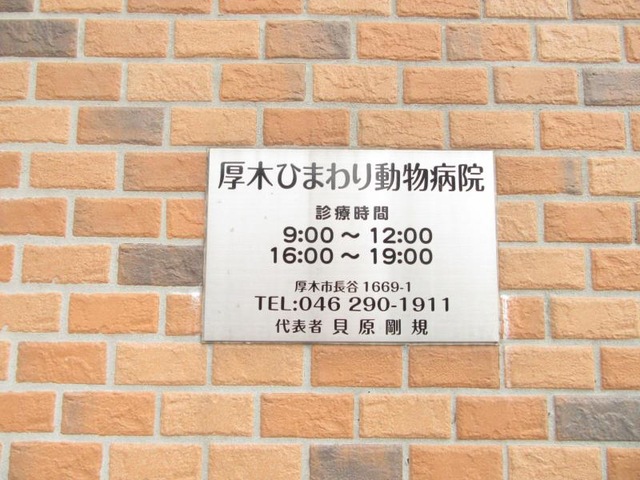 厚木ひまわり動物病院
診療時間
9:00 〜 12:00
16:00 〜 19:00
厚木市長谷 1669-1
TEL:046 290-1911
代表者 貝原剛規